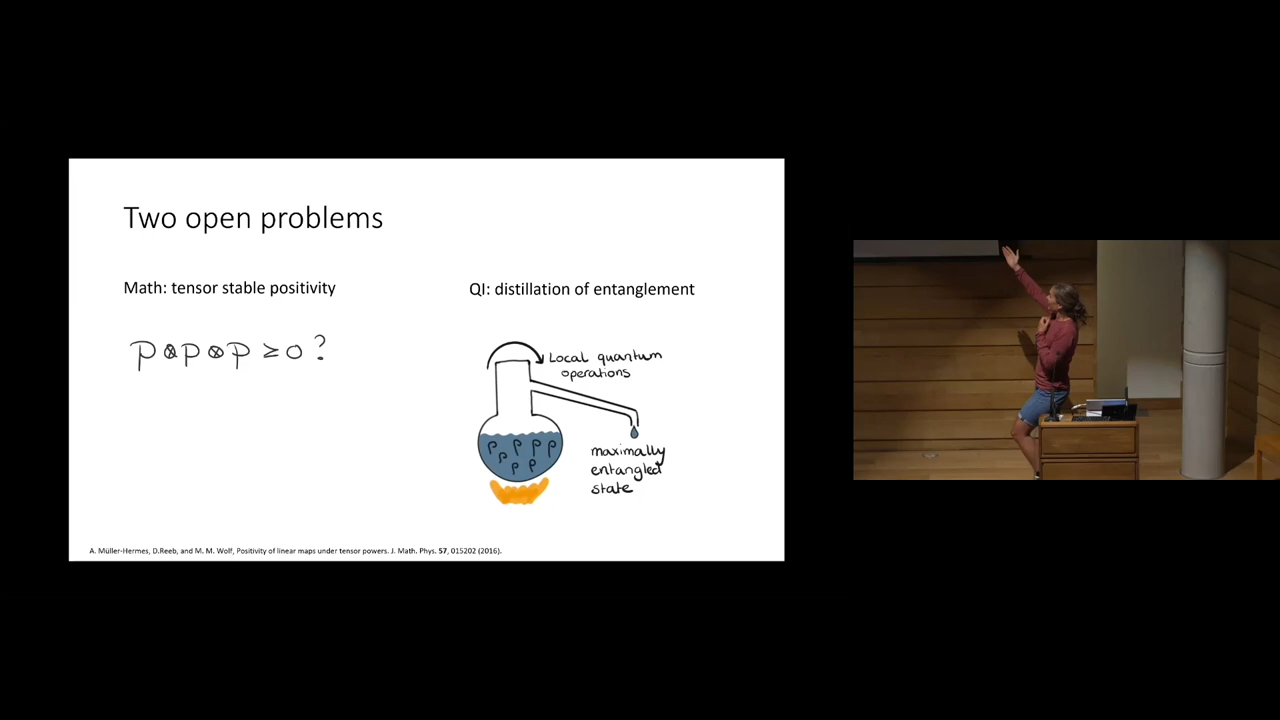 Two open problems
Math: tensor stable positivity
QI: distillation of entanglement
P⊗P⊗P ≥ 0 ?
Local quantum
operations
ρ ρ ρ ρ ρ
ρ
ρ ρ
maximally
entangled
state
A. Müller-Hermes, D.Reeb, and M. M. Wolf, Positivity of linear maps under tensor powers. J. Math. Phys. 57, 015202 (2016).